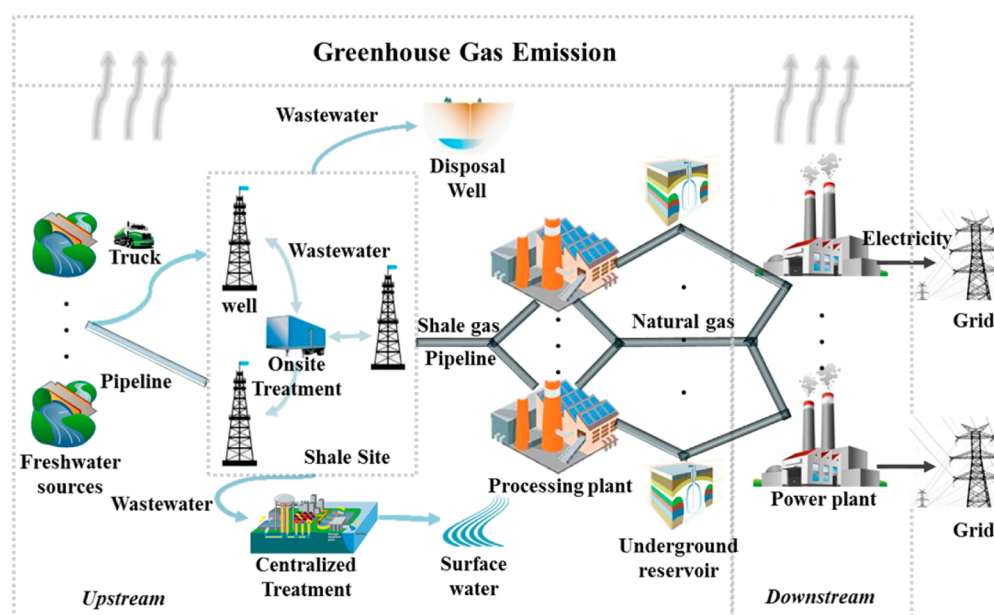 Greenhouse Gas Emission
Wastewater
Disposal
Well
Truck
Wastewater
well
Electricity
Grid
Shale gas
Pipeline
Natural gas
Pipeline
Onsite
Treatment
Shale Site
Freshwater
sources
Wastewater
Processing plant
Power plant
Grid
Centralized
Treatment
Surface
water
Underground
reservoir
Upstream
Downstream